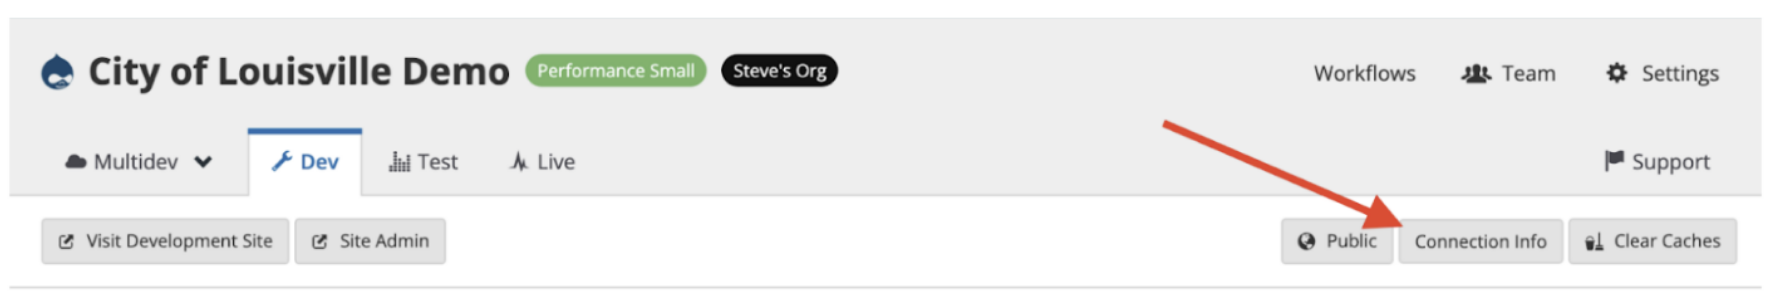 City of Louisville Demo Performance Small Steve's Org
Workflows Team Settings
Multidev Dev Test Live Support
Visit Development Site Site Admin Public Connection Info Clear Caches